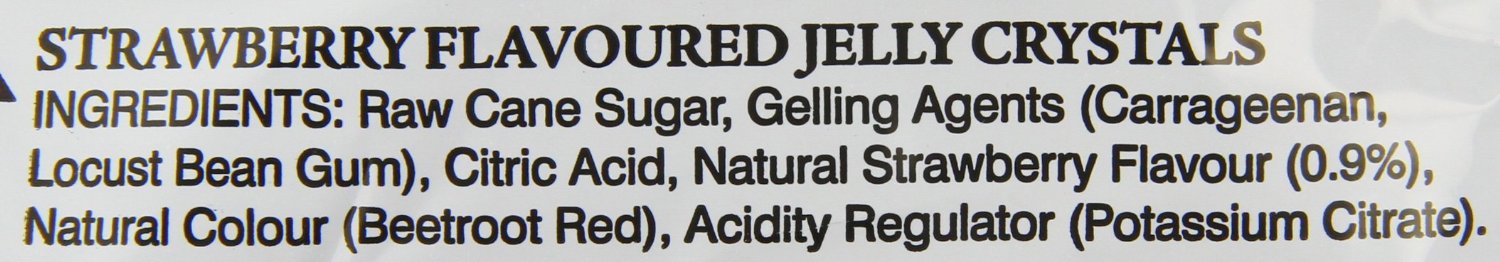 STRAWBERRY FLAVOURED JELLY CRYSTALS
INGREDIENTS: Raw Cane Sugar, Gelling Agents (Carrageenan,
Locust Bean Gum), Citric Acid, Natural Strawberry Flavour (0.9%),
Natural Colour (Beetroot Red), Acidity Regulator (Potassium Citrate).